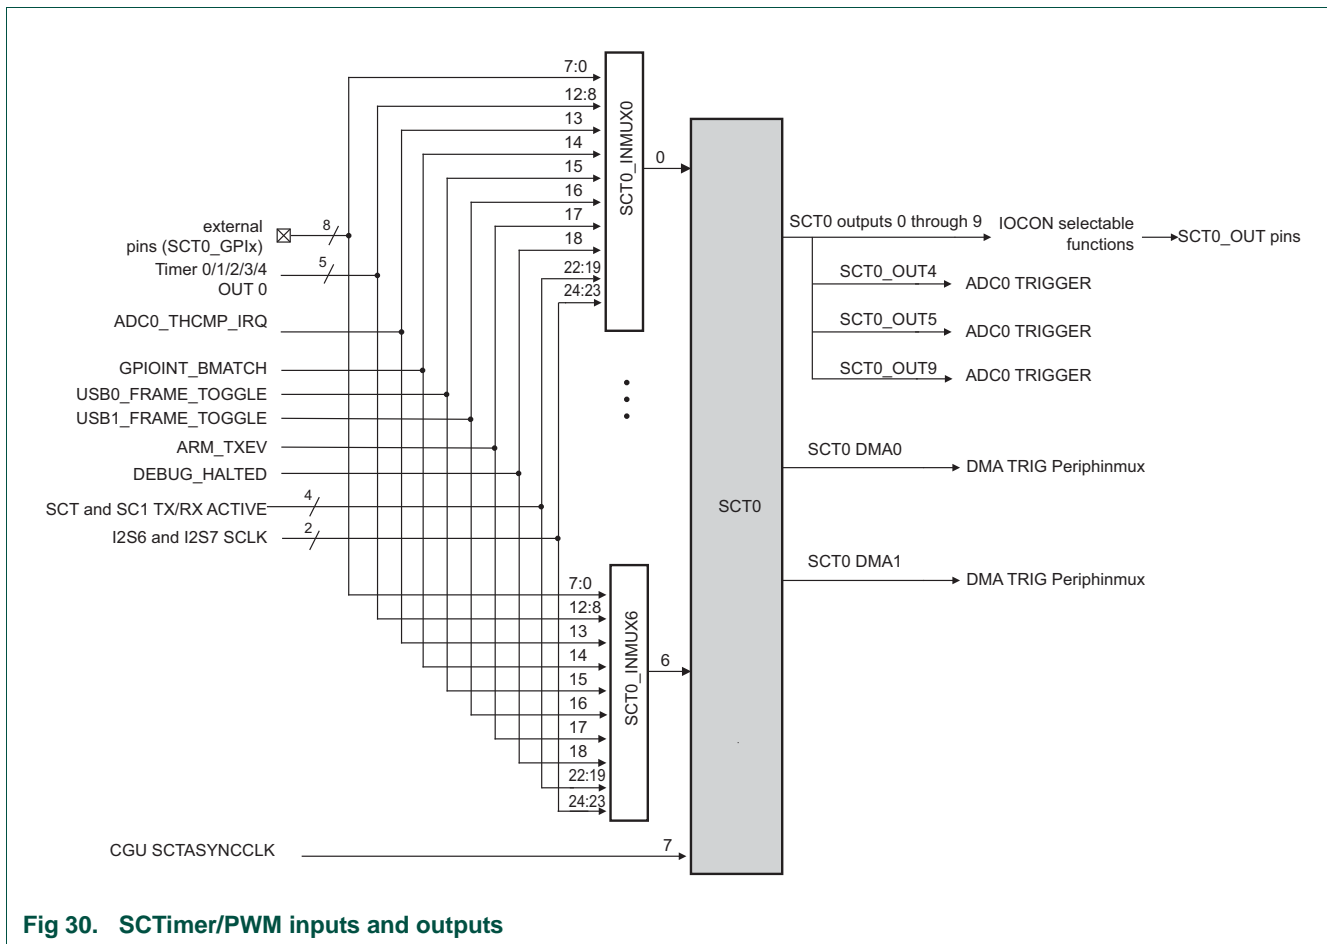 7:0
12:8
13
14
15
16
17
18
22:19
24:23
SCT0_INMUX0
0
external
pins (SCT0_GPIx)
8
Timer 0/1/2/3/4
OUT 0
5
ADC0_THCMP_IRQ
GPIOINT_BMATCH
USB0_FRAME_TOGGLE
USB1_FRAME_TOGGLE
ARM_TXEV
DEBUG_HALTED
SCT and SC1 TX/RX ACTIVE
4
I2S6 and I2S7 SCLK
2
7:0
12:8
13
14
15
16
17
18
22:19
24:23
SCT0_INMUX6
6
CGU SCTASYNCCLK
7
SCT0
SCT0 outputs 0 through 9
IOCON selectable
functions
SCT0_OUT pins
SCT0_OUT4
ADC0 TRIGGER
SCT0_OUT5
ADC0 TRIGGER
SCT0_OUT9
ADC0 TRIGGER
SCT0 DMA0
DMA TRIG Periphinmux
SCT0 DMA1
DMA TRIG Periphinmux
Fig 30. SCTimer/PWM inputs and outputs